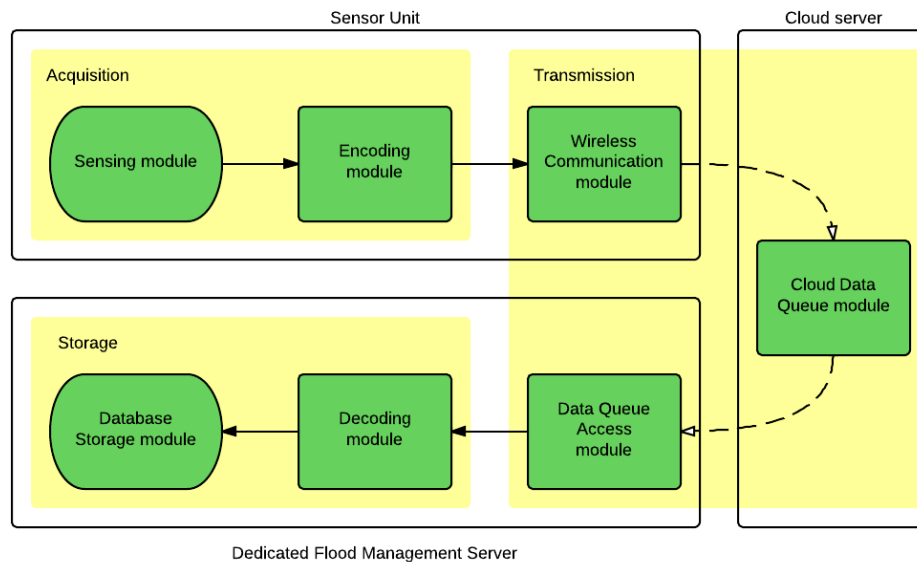 Sensor Unit
Cloud server
Acquisition
Transmission
Sensing module
Encoding
module
Wireless
Communication
module
Cloud Data
Queue module
Storage
Database
Storage module
Decoding
module
Data Queue
Access
module
Dedicated Flood Management Server